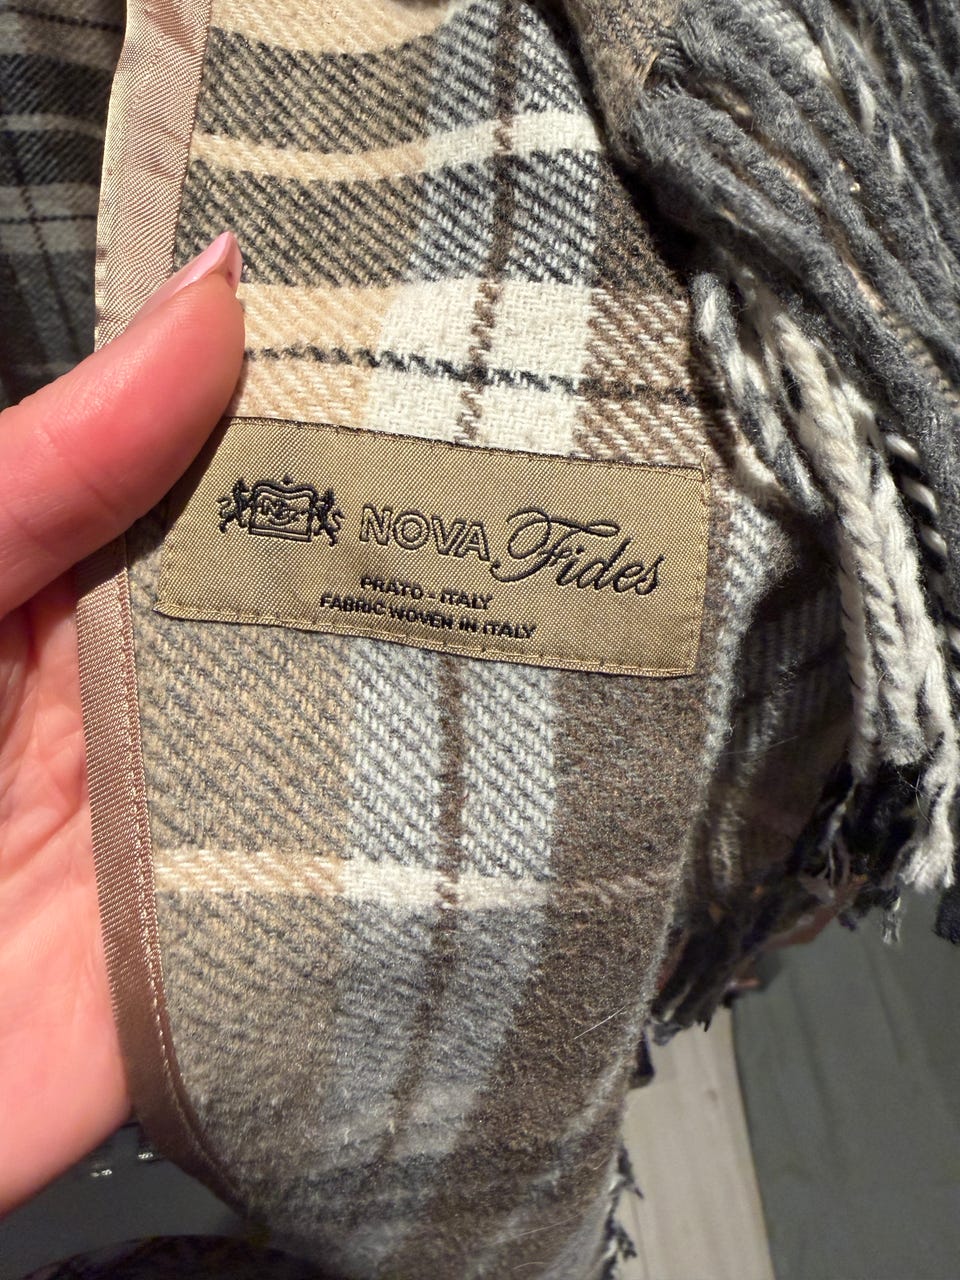 NOVA Fides
PRATO - ITALY
FABRIC WOVEN IN ITALY